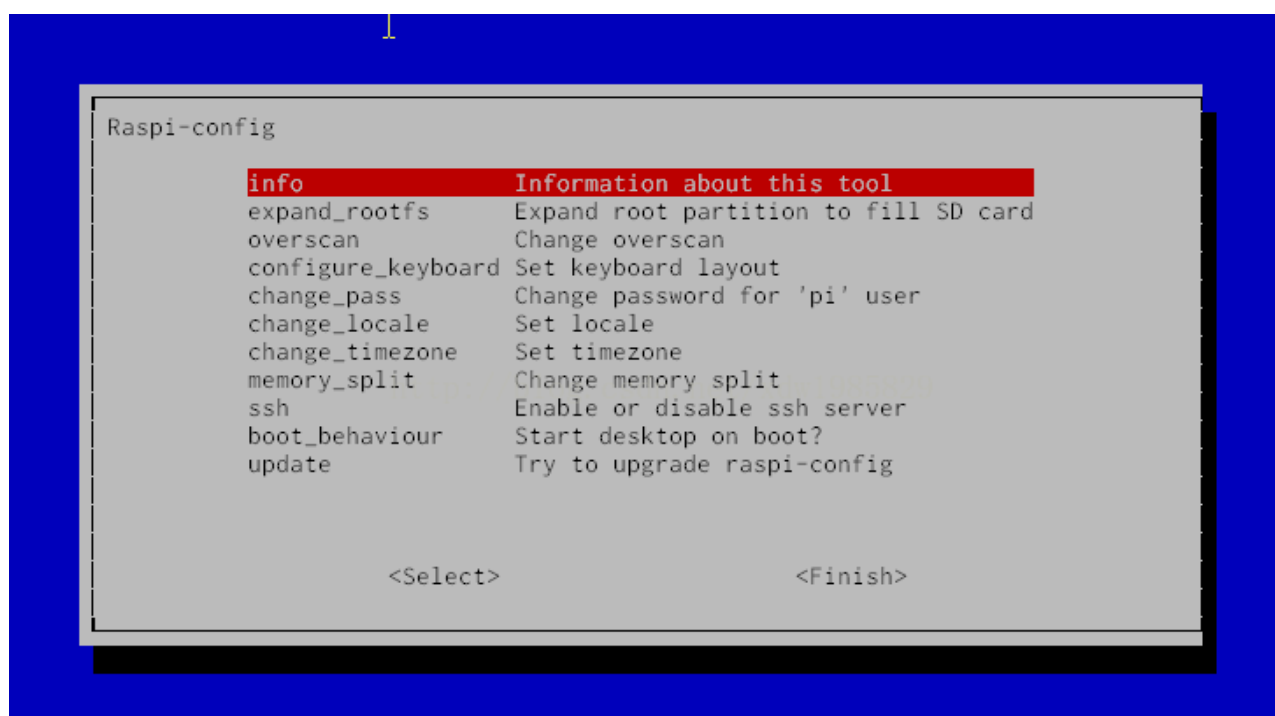 Raspi-config
info Information about this tool
expand_rootfs Expand root partition to fill SD card
overscan Change overscan
configure_keyboard Set keyboard layout
change_pass Change password for 'pi' user
change_locale Set locale
change_timezone Set timezone
memory_split Change memory split
ssh Enable or disable ssh server
boot_behaviour Start desktop on boot?
update Try to upgrade raspi-config
<Select> <Finish>